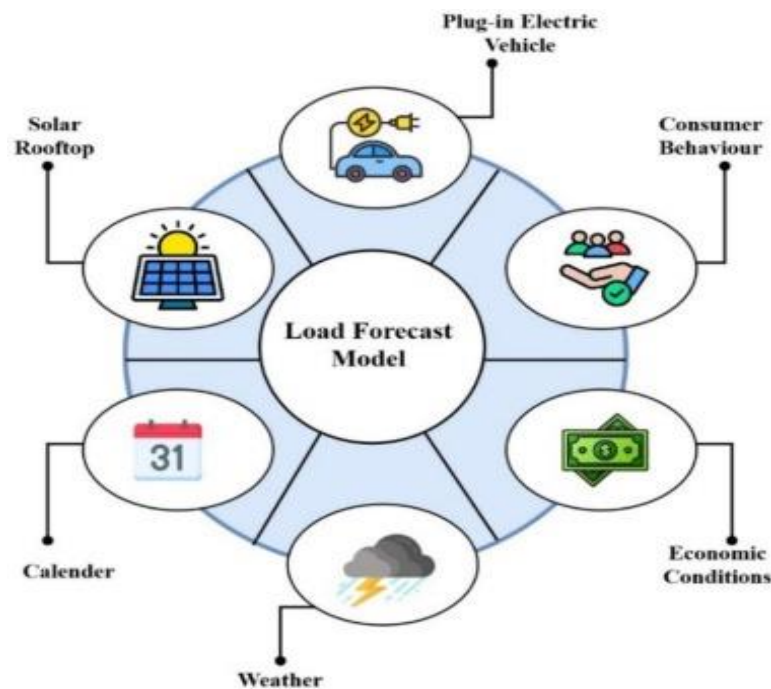 Plug-in Electric
Vehicle
Solar
Rooftop
Consumer
Behaviour
Load Forecast
Model
31
Calender
Economic
Conditions
Weather